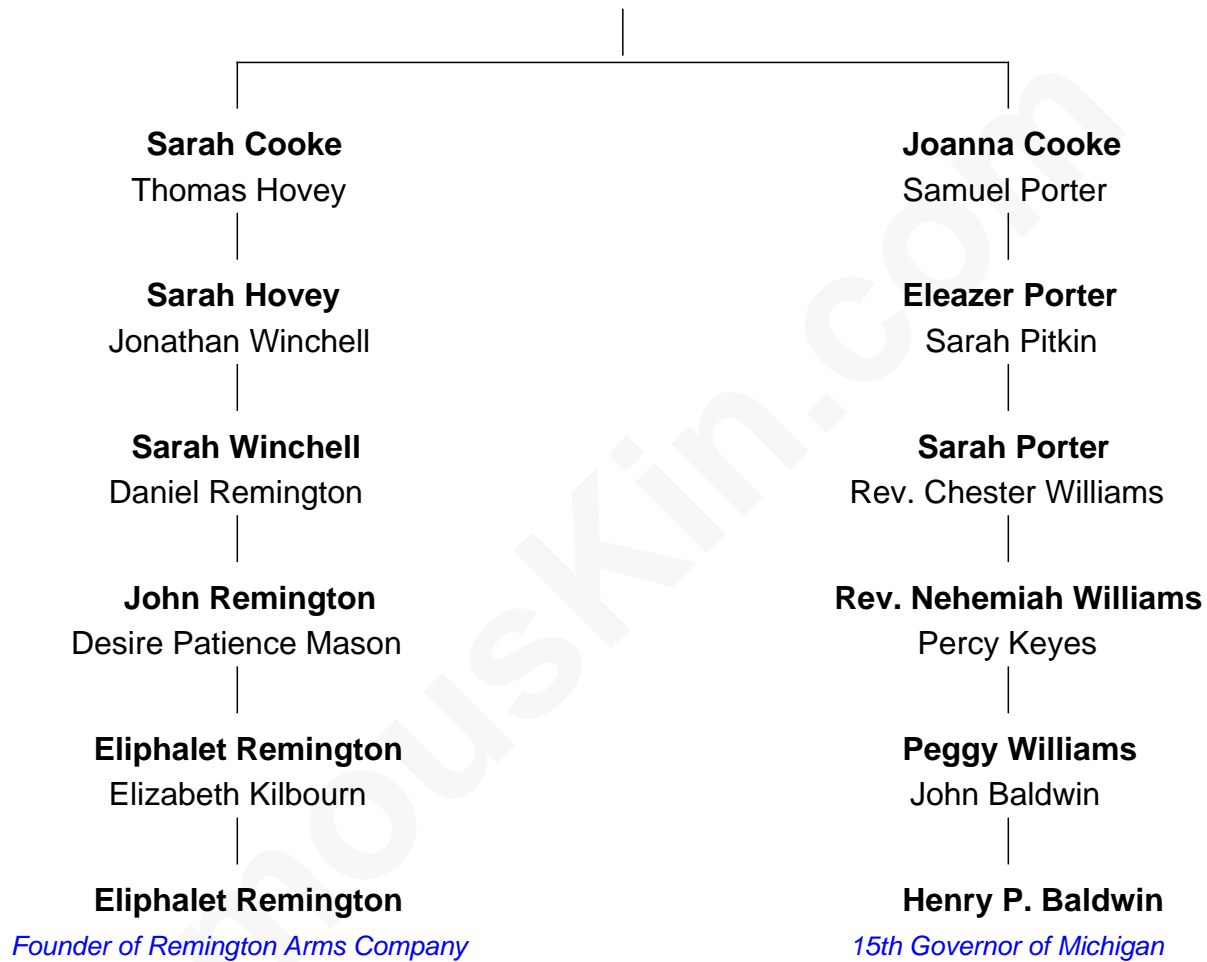 Sarah Cooke
Thomas Hovey
Sarah Hovey
Jonathan Winchell
Sarah Winchell
Daniel Remington
John Remington
Desire Patience Mason
Eliphalet Remington
Elizabeth Kilbourn
Eliphalet Remington
Founder of Remington Arms Company
Joanna Cooke
Samuel Porter
Eleazer Porter
Sarah Pitkin
Sarah Porter
Rev. Chester Williams
Rev. Nehemiah Williams
Percy Keyes
Peggy Williams
John Baldwin
Henry P. Baldwin
15th Governor of Michigan
mouskin.com